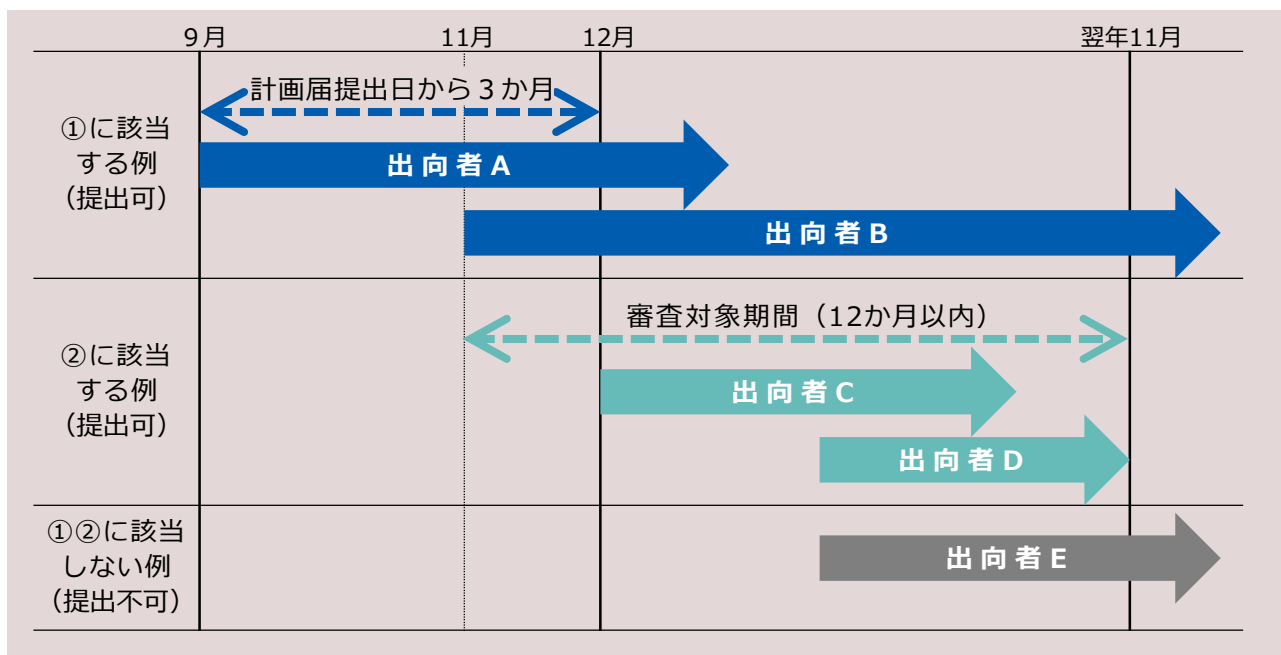 9月
11月
12月
翌年11月
計画届提出日から3か月
①に該当
する例
(提出可)
出向者A
出向者B
審査対象期間(12か月以内)
②に該当
する例
(提出可)
出向者C
出向者D
①②に該当
しない例
(提出不可)
出向者E